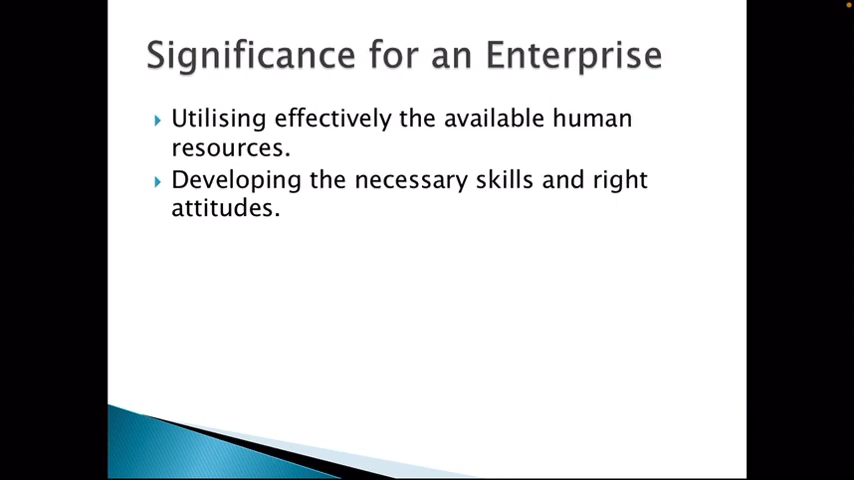 Significance for an Enterprise
Utilising effectively the available human
resources.
Developing the necessary skills and right
attitudes.